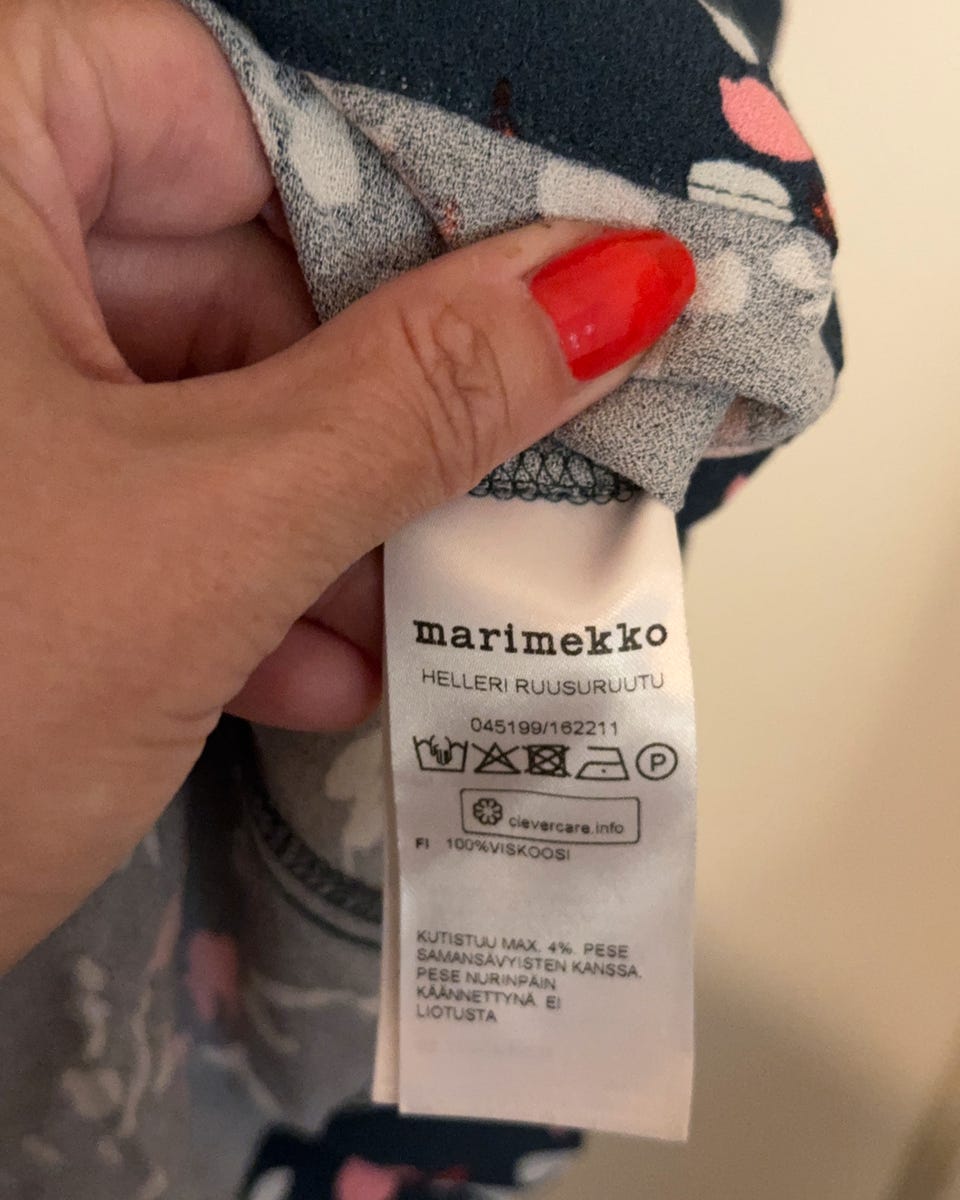 marimekko
HELLERI RUUSURUUTU
045199/162211
P
clevercare.info
FI 100%VISKOOSI
KUTISTUU MAX. 4%. PESE
SAMANSÄVYISTEN KANSSA.
PESE NURINPÄIN
KÄÄNNETTYNÄ EI
LIOTUSTA